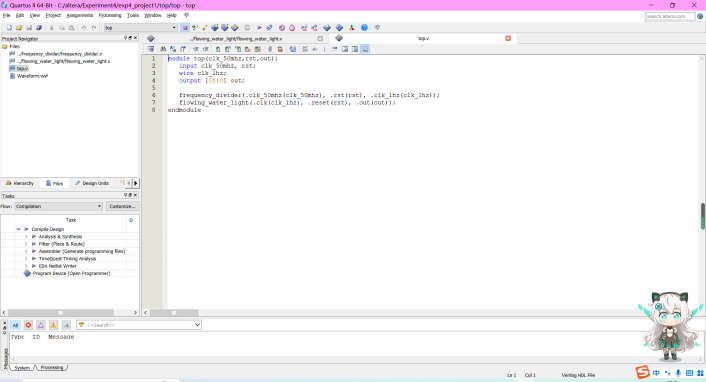 Quartus II 64-Bit - C:/altera/Experiment4/exp4_project1/top/top - top
File Edit View Project Assignments Processing Tools Window Help
Search altera.com
top
Project Navigator
Files
../frequency_divider/frequency_divider.v
../flowing_water_light/flowing_water_light.v
top.v
Waveform.vwf
Hierarchy Files Design Units
Tasks
Flow: Compilation Customize...
Task
Compile Design
Analysis & Synthesis
Fitter (Place & Route)
Assembler (Generate programming files)
TimeQuest Timing Analysis
EDA Netlist Writer
Program Device (Open Programmer)
../flowing_water_light/flowing_water_light.v
top.v
1 module top(clk_50mhz,rst,out);
2 input clk_50mhz, rst;
3 wire clk_1hz;
4 output [15:0] out;
5
6 frequency_divider(.clk_50mhz(clk_50mhz), .rst(rst), .clk_1hz(clk_1hz));
7 flowing_water_light(.clk(clk_1hz), .reset(rst), .out(out));
8 endmodule
All
<<Search>>
Type ID Message
Messages
System Processing
Ln 1 Col 1 Verilog HDL File
中